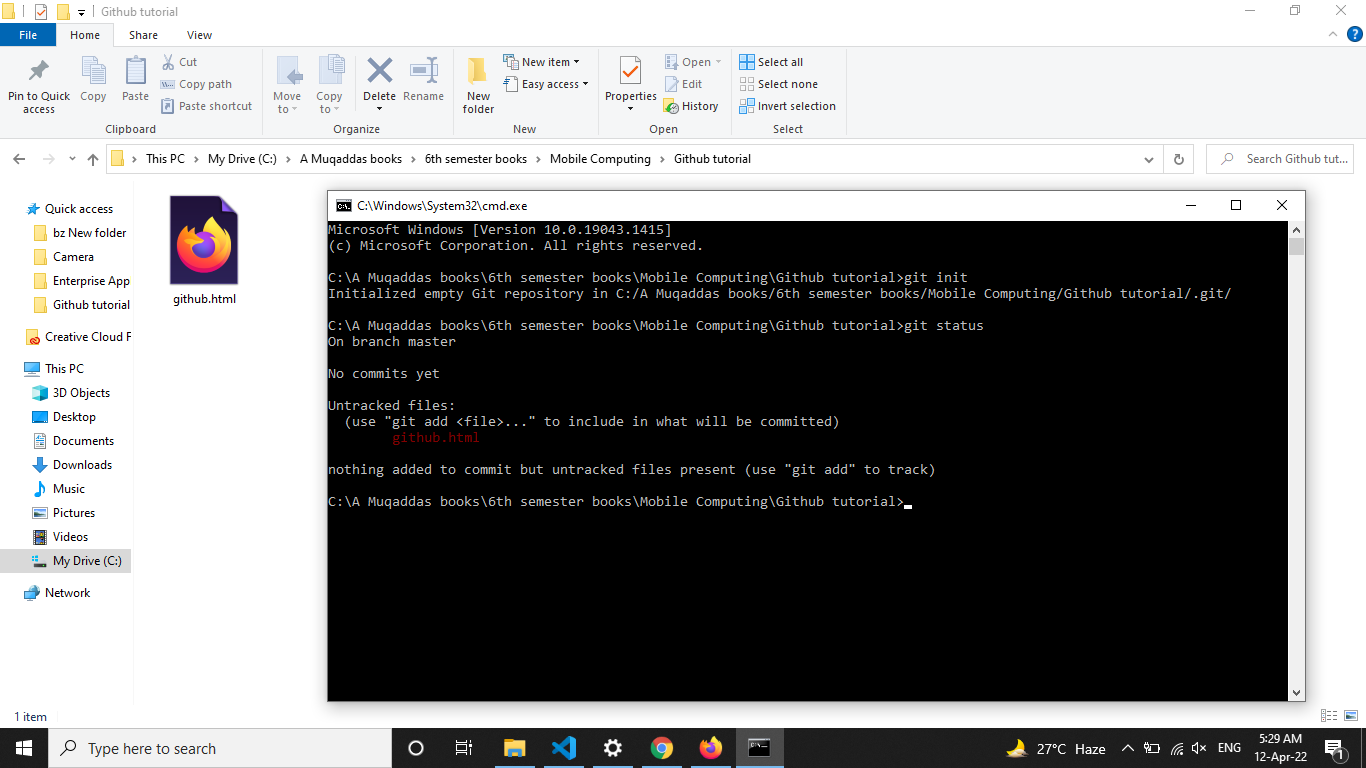 Github tutorial
File Home Share View
Pin to Quick access
Copy
Paste
Cut
Copy path
Paste shortcut
Clipboard
Move to
Copy to
Delete
Rename
Organize
New folder
New item
Easy access
New
Properties
Open
Edit
History
Open
Select all
Select none
Invert selection
Select
This PC > My Drive (C:) > A Muqaddas books > 6th semester books > Mobile Computing > Github tutorial
Search Github tut...
Quick access
bz New folder
Camera
Enterprise App
Github tutorial
Creative Cloud F
This PC
3D Objects
Desktop
Documents
Downloads
Music
Pictures
Videos
My Drive (C:)
Network
github.html
C:\Windows\System32\cmd.exe
Microsoft Windows [Version 10.0.19043.1415]
(c) Microsoft Corporation. All rights reserved.
C:\A Muqaddas books\6th semester books\Mobile Computing\Github tutorial>git init
Initialized empty Git repository in C:/A Muqaddas books/6th semester books/Mobile Computing/Github tutorial/.git/
C:\A Muqaddas books\6th semester books\Mobile Computing\Github tutorial>git status
On branch master
No commits yet
Untracked files:
(use "git add <file>..." to include in what will be committed)
github.html
nothing added to commit but untracked files present (use "git add" to track)
C:\A Muqaddas books\6th semester books\Mobile Computing\Github tutorial>
1 item
Type here to search
27°C Haze
ENG
5:29 AM
12-Apr-22
1